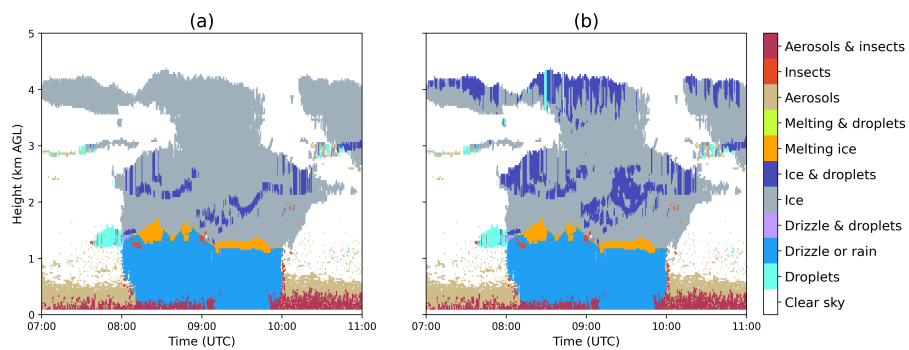 (a)
(b)
5
4
3
2
1
0
Height (km AGL)
07:00 08:00 09:00 10:00 11:00
Time (UTC)
07:00 08:00 09:00 10:00 11:00
Time (UTC)
Aerosols & insects
Insects
Aerosols
Melting & droplets
Melting ice
Ice & droplets
Ice
Drizzle & droplets
Drizzle or rain
Droplets
Clear sky